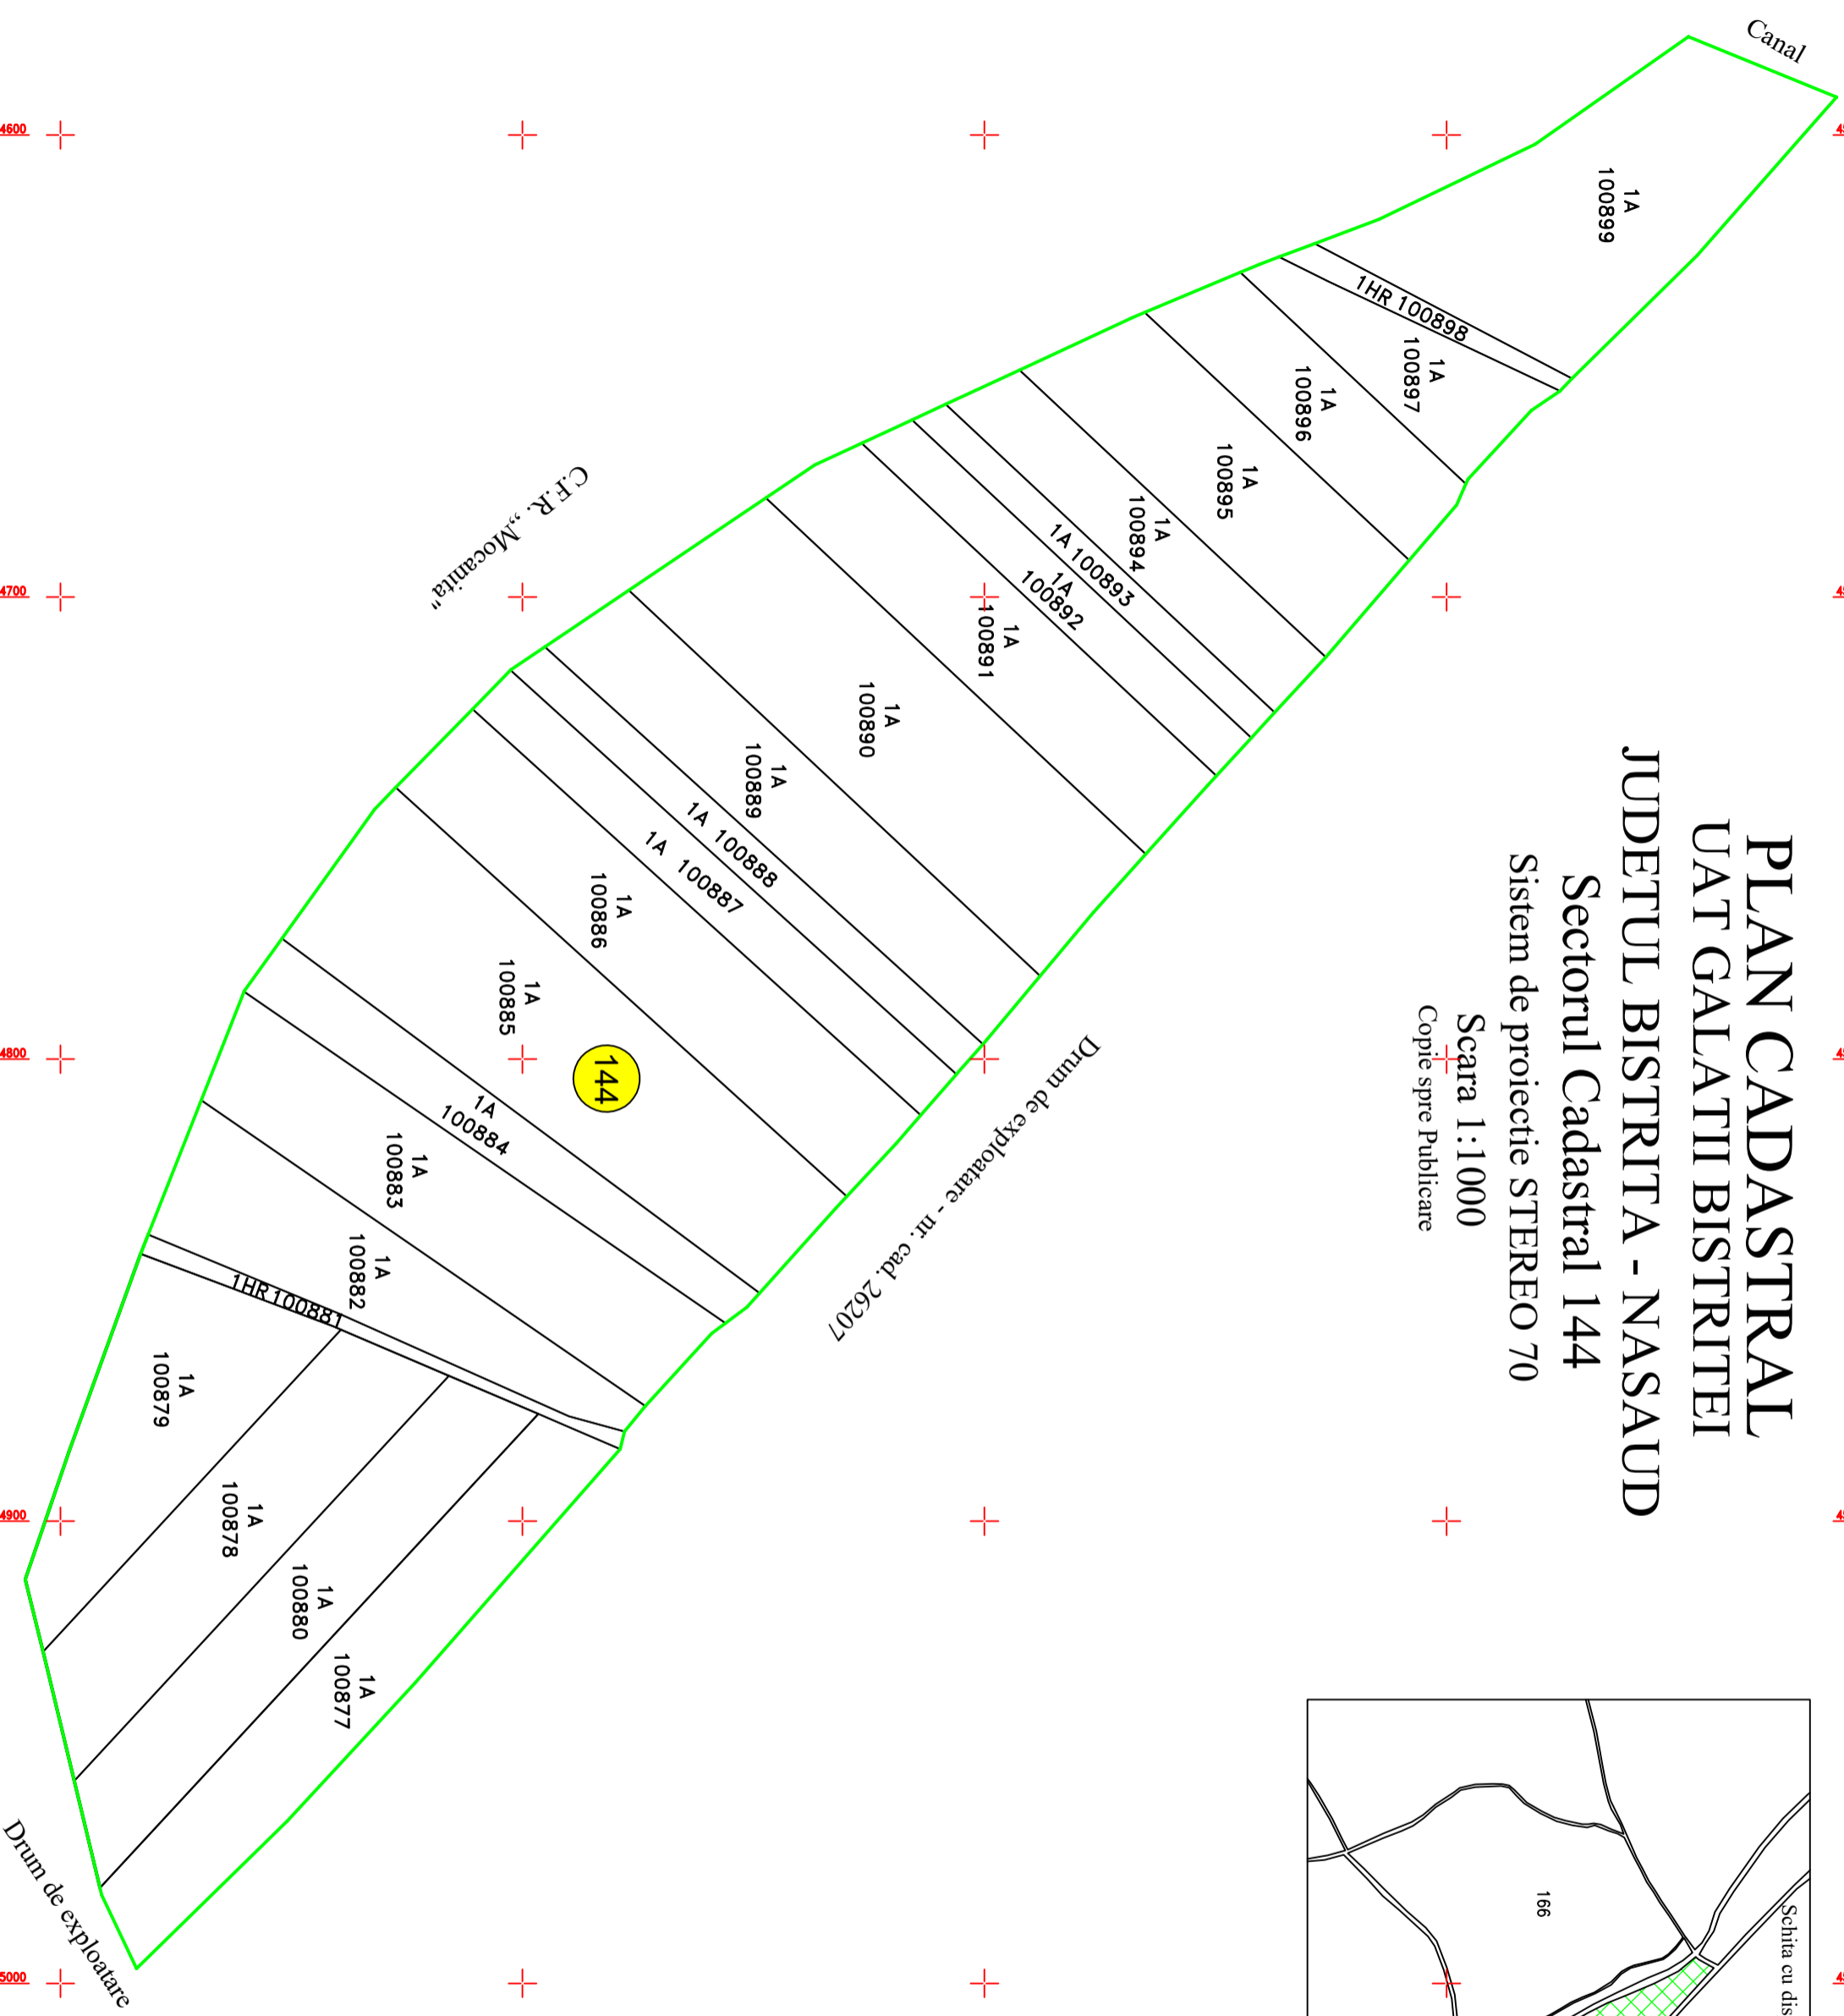 PLAN CADASTRAL
UAT GALATII BISTRITEI
JUDETUL BISTRITA - NASAUD
Sectorul Cadastral 144
Sistem de proiectie STEREO 70
Scara 1:1000
Copie spre Publicare
Canal
1A
100899
1HR 100898
1A
100897
1A
100896
1A
100895
1A
100894
1A 100893
1A
100892
1A
100891
1A
100890
1A
100889
1A 100888
1A 100887
1A
100886
1A
100885
144
1A
100884
1A
100883
1A
100882
1HR 100881
1A
100879
1A
100878
1A
100880
1A
100877
C.F.R. ,,Mocanita"
Drum de exploatare - nr. cad. 26207
Drum de exploatare
4600
4700
4800
4900
5000
166
Schita cu